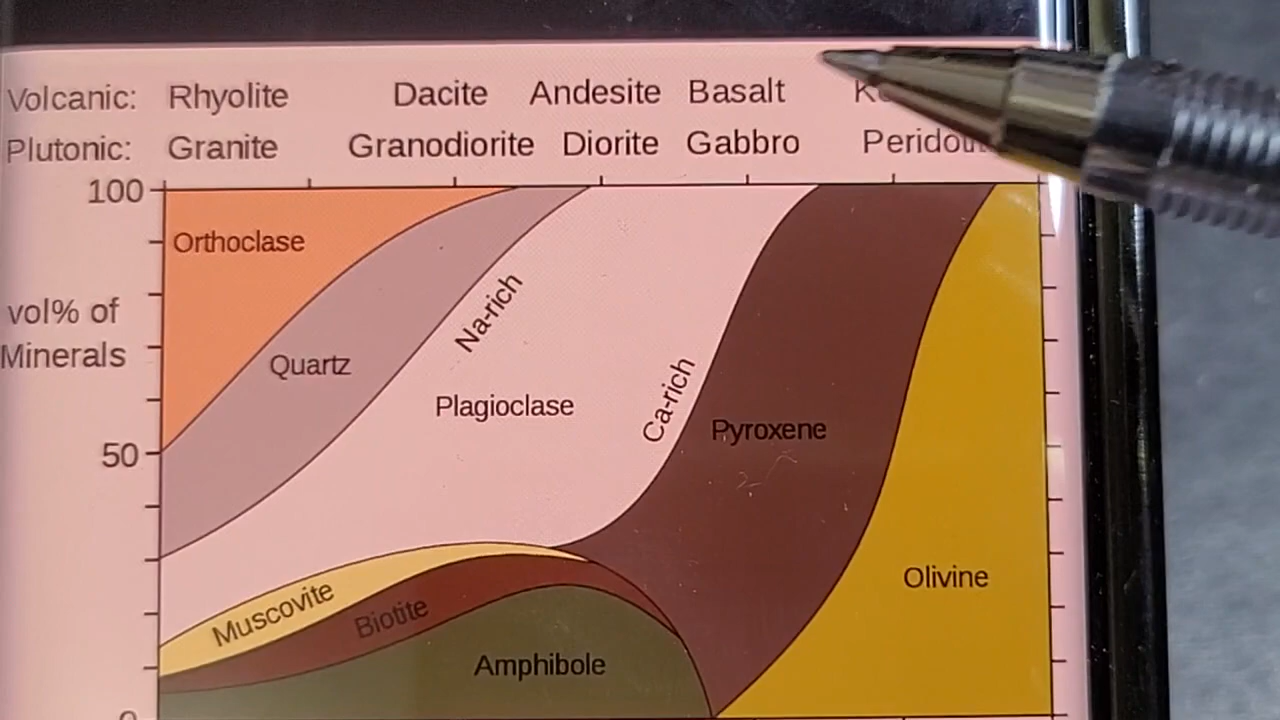 Volcanic: Rhyolite Dacite Andesite Basalt
Plutonic: Granite Granodiorite Diorite Gabbro
100
Orthoclase
vol% of
Minerals
Na-rich
Quartz
Plagioclase
Ca-rich
Pyroxene
50
Olivine
Muscovite
Biotite
Amphibole
0